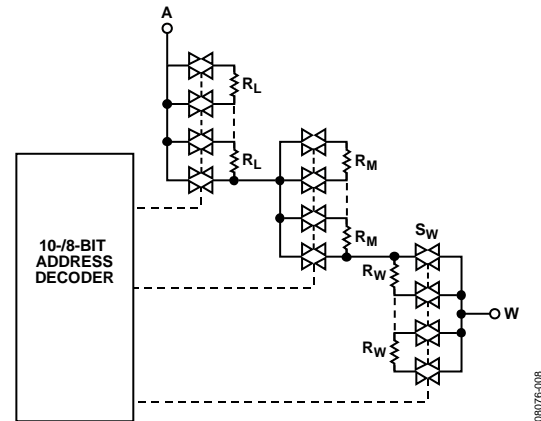 A
RL
RL
RM
RM
SW
RW
RW
W
10-/8-BIT
ADDRESS
DECODER
08076-008